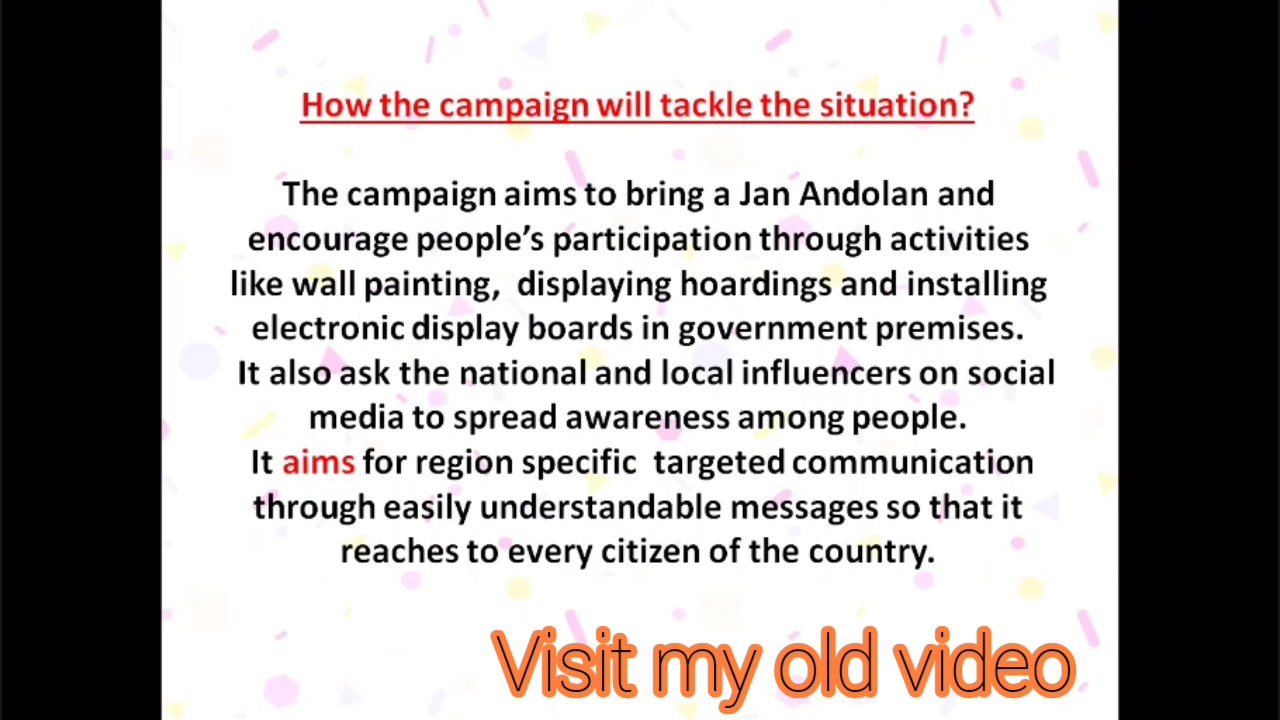 How the campaign will tackle the situation?
The campaign aims to bring a Jan Andolan and
encourage people's participation through activities
like wall painting, displaying hoardings and installing
electronic display boards in government premises.
It also ask the national and local influencers on social
media to spread awareness among people.
It aims for region specific targeted communication
through easily understandable messages so that it
reaches to every citizen of the country.
Visit my old video